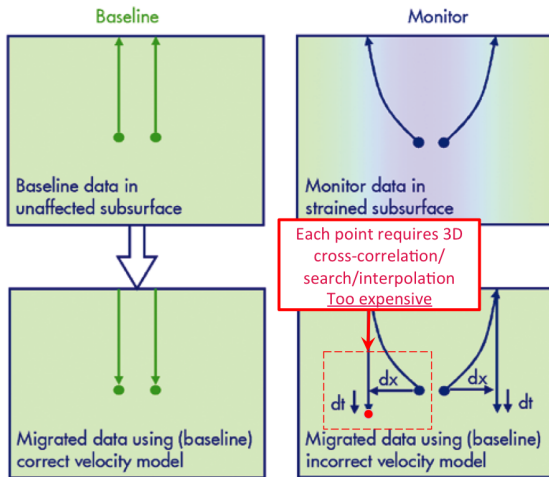 Baseline
Monitor
Baseline data in
unaffected subsurface
Monitor data in
strained subsurface
Each point requires 3D
cross-correlation/
search/interpolation
Too expensive
dx
dx
dt
dt
Migrated data using (baseline)
correct velocity model
Migrated data using (baseline)
incorrect velocity model